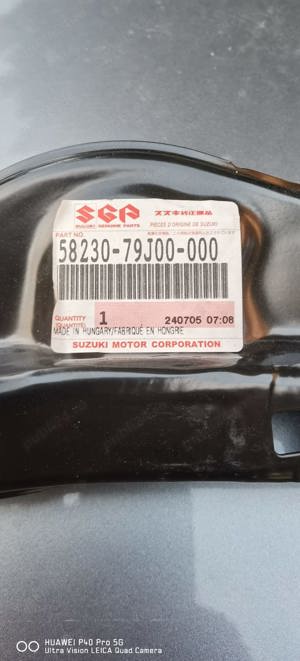 SGP
スズキ純正部品
SUZUKI GENUINE PARTS
PIECES D'ORIGINE DE SUZUKI
PART NO.
58230-79J00-000
QUANTITY
1
240705 07:08
MADE IN HUNGARY/FABRIQUÉ EN HONGRIE
SUZUKI MOTOR CORPORATION
HUAWEI P40 Pro 5G
Ultra Vision LEICA Quad Camera